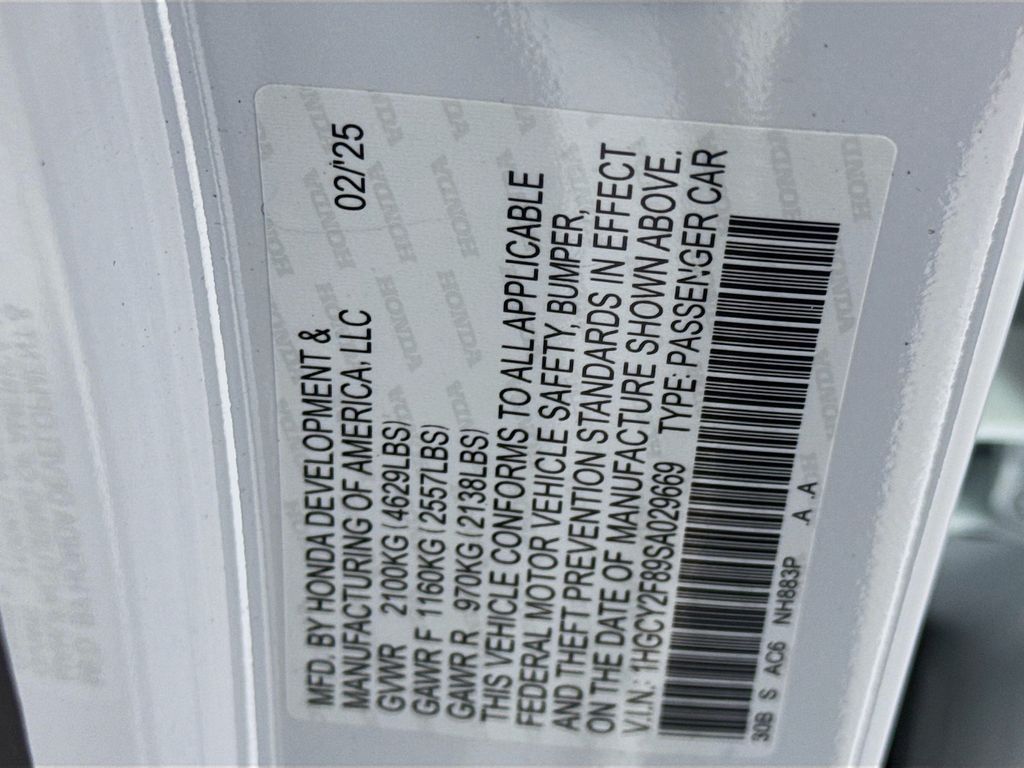 MFD. BY HONDA DEVELOPMENT &
MANUFACTURING OF AMERICA, LLC 02/'25
GVWR 2100KG (4629LBS)
GAWR F 1160KG (2557LBS)
GAWR R 970KG (2138LBS)
THIS VEHICLE CONFORMS TO ALL APPLICABLE
FEDERAL MOTOR VEHICLE SAFETY, BUMPER,
AND THEFT PREVENTION STANDARDS IN EFFECT
ON THE DATE OF MANUFACTURE SHOWN ABOVE.
V.I.N.: 1HGCY2F89SA029669 TYPE: PASSENGER CAR
30B S AC6 NH883P .A .A